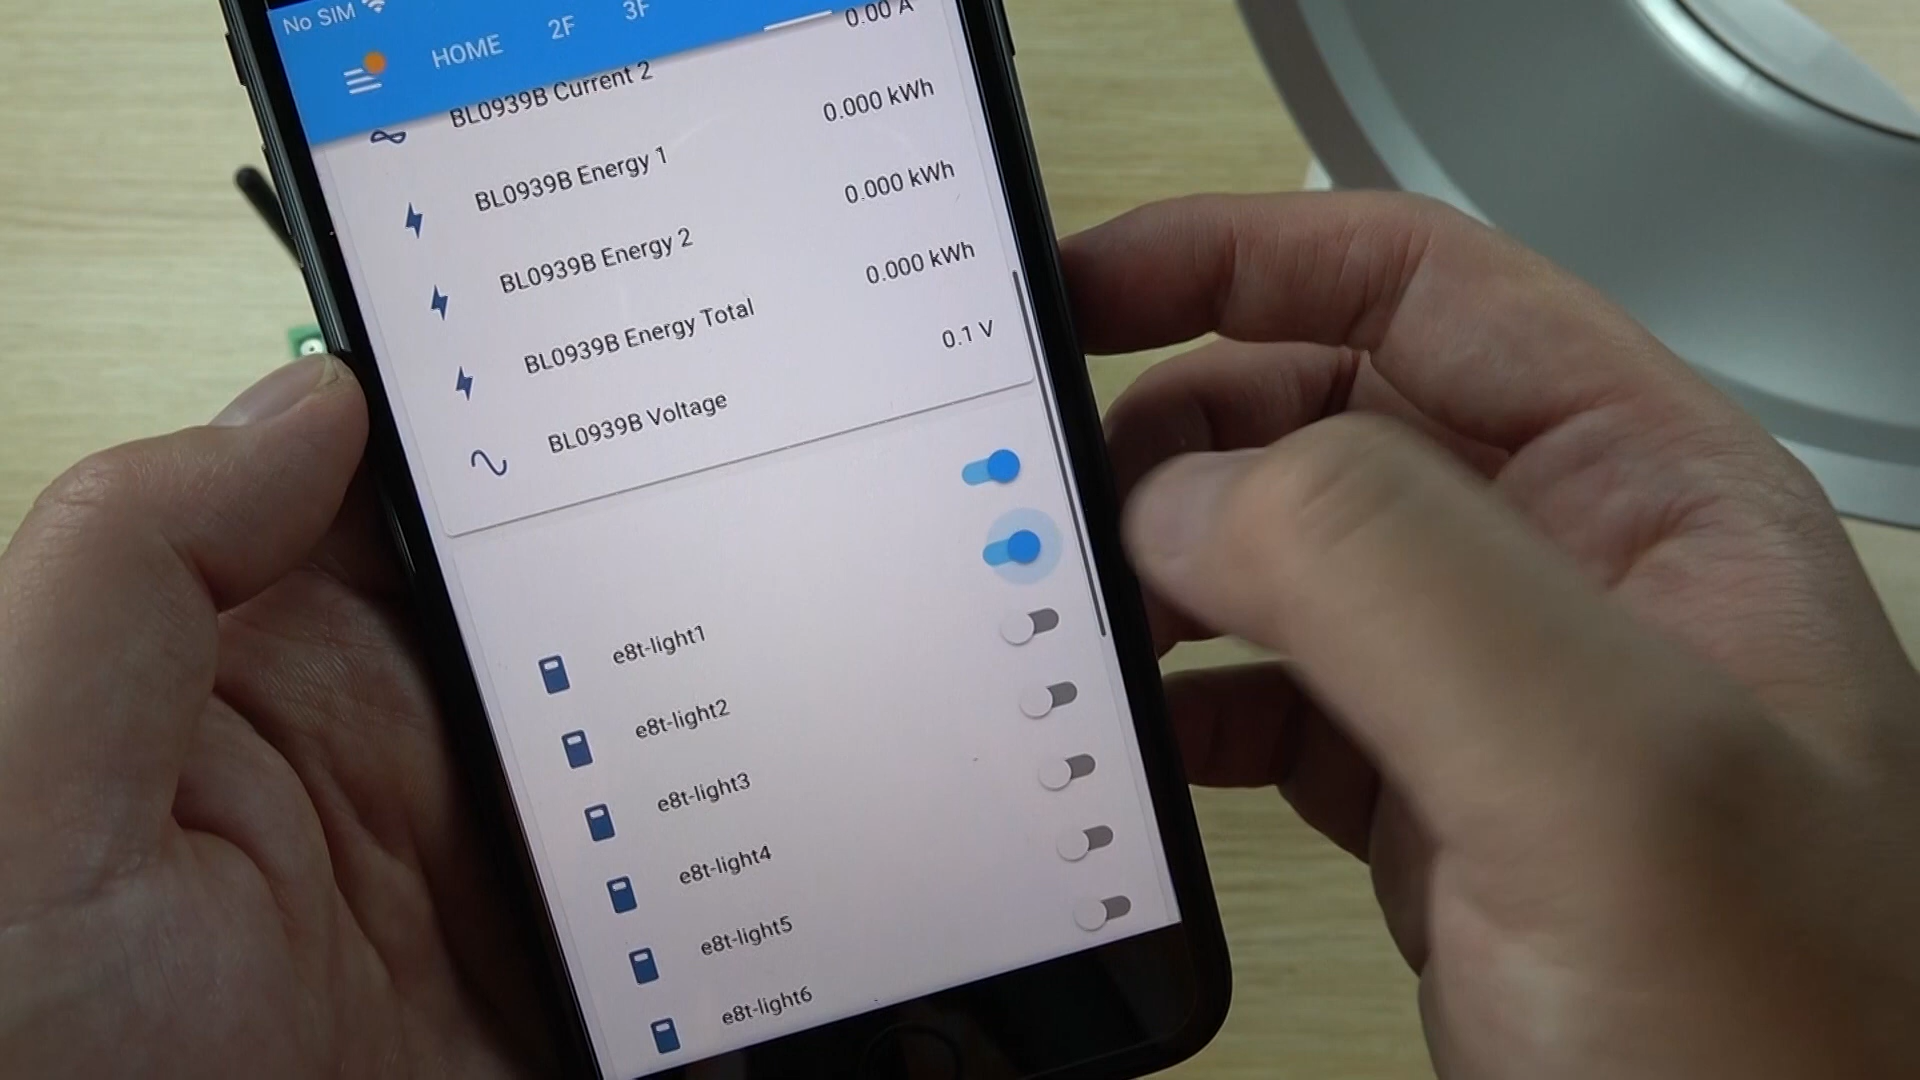 No SIM
HOME 2F 3F
BL0939B Current 2 0.00 A
BL0939B Energy 1 0.000 kWh
BL0939B Energy 2 0.000 kWh
BL0939B Energy Total 0.000 kWh
BL0939B Voltage 0.1 V
e8t-light1
e8t-light2
e8t-light3
e8t-light4
e8t-light5
e8t-light6